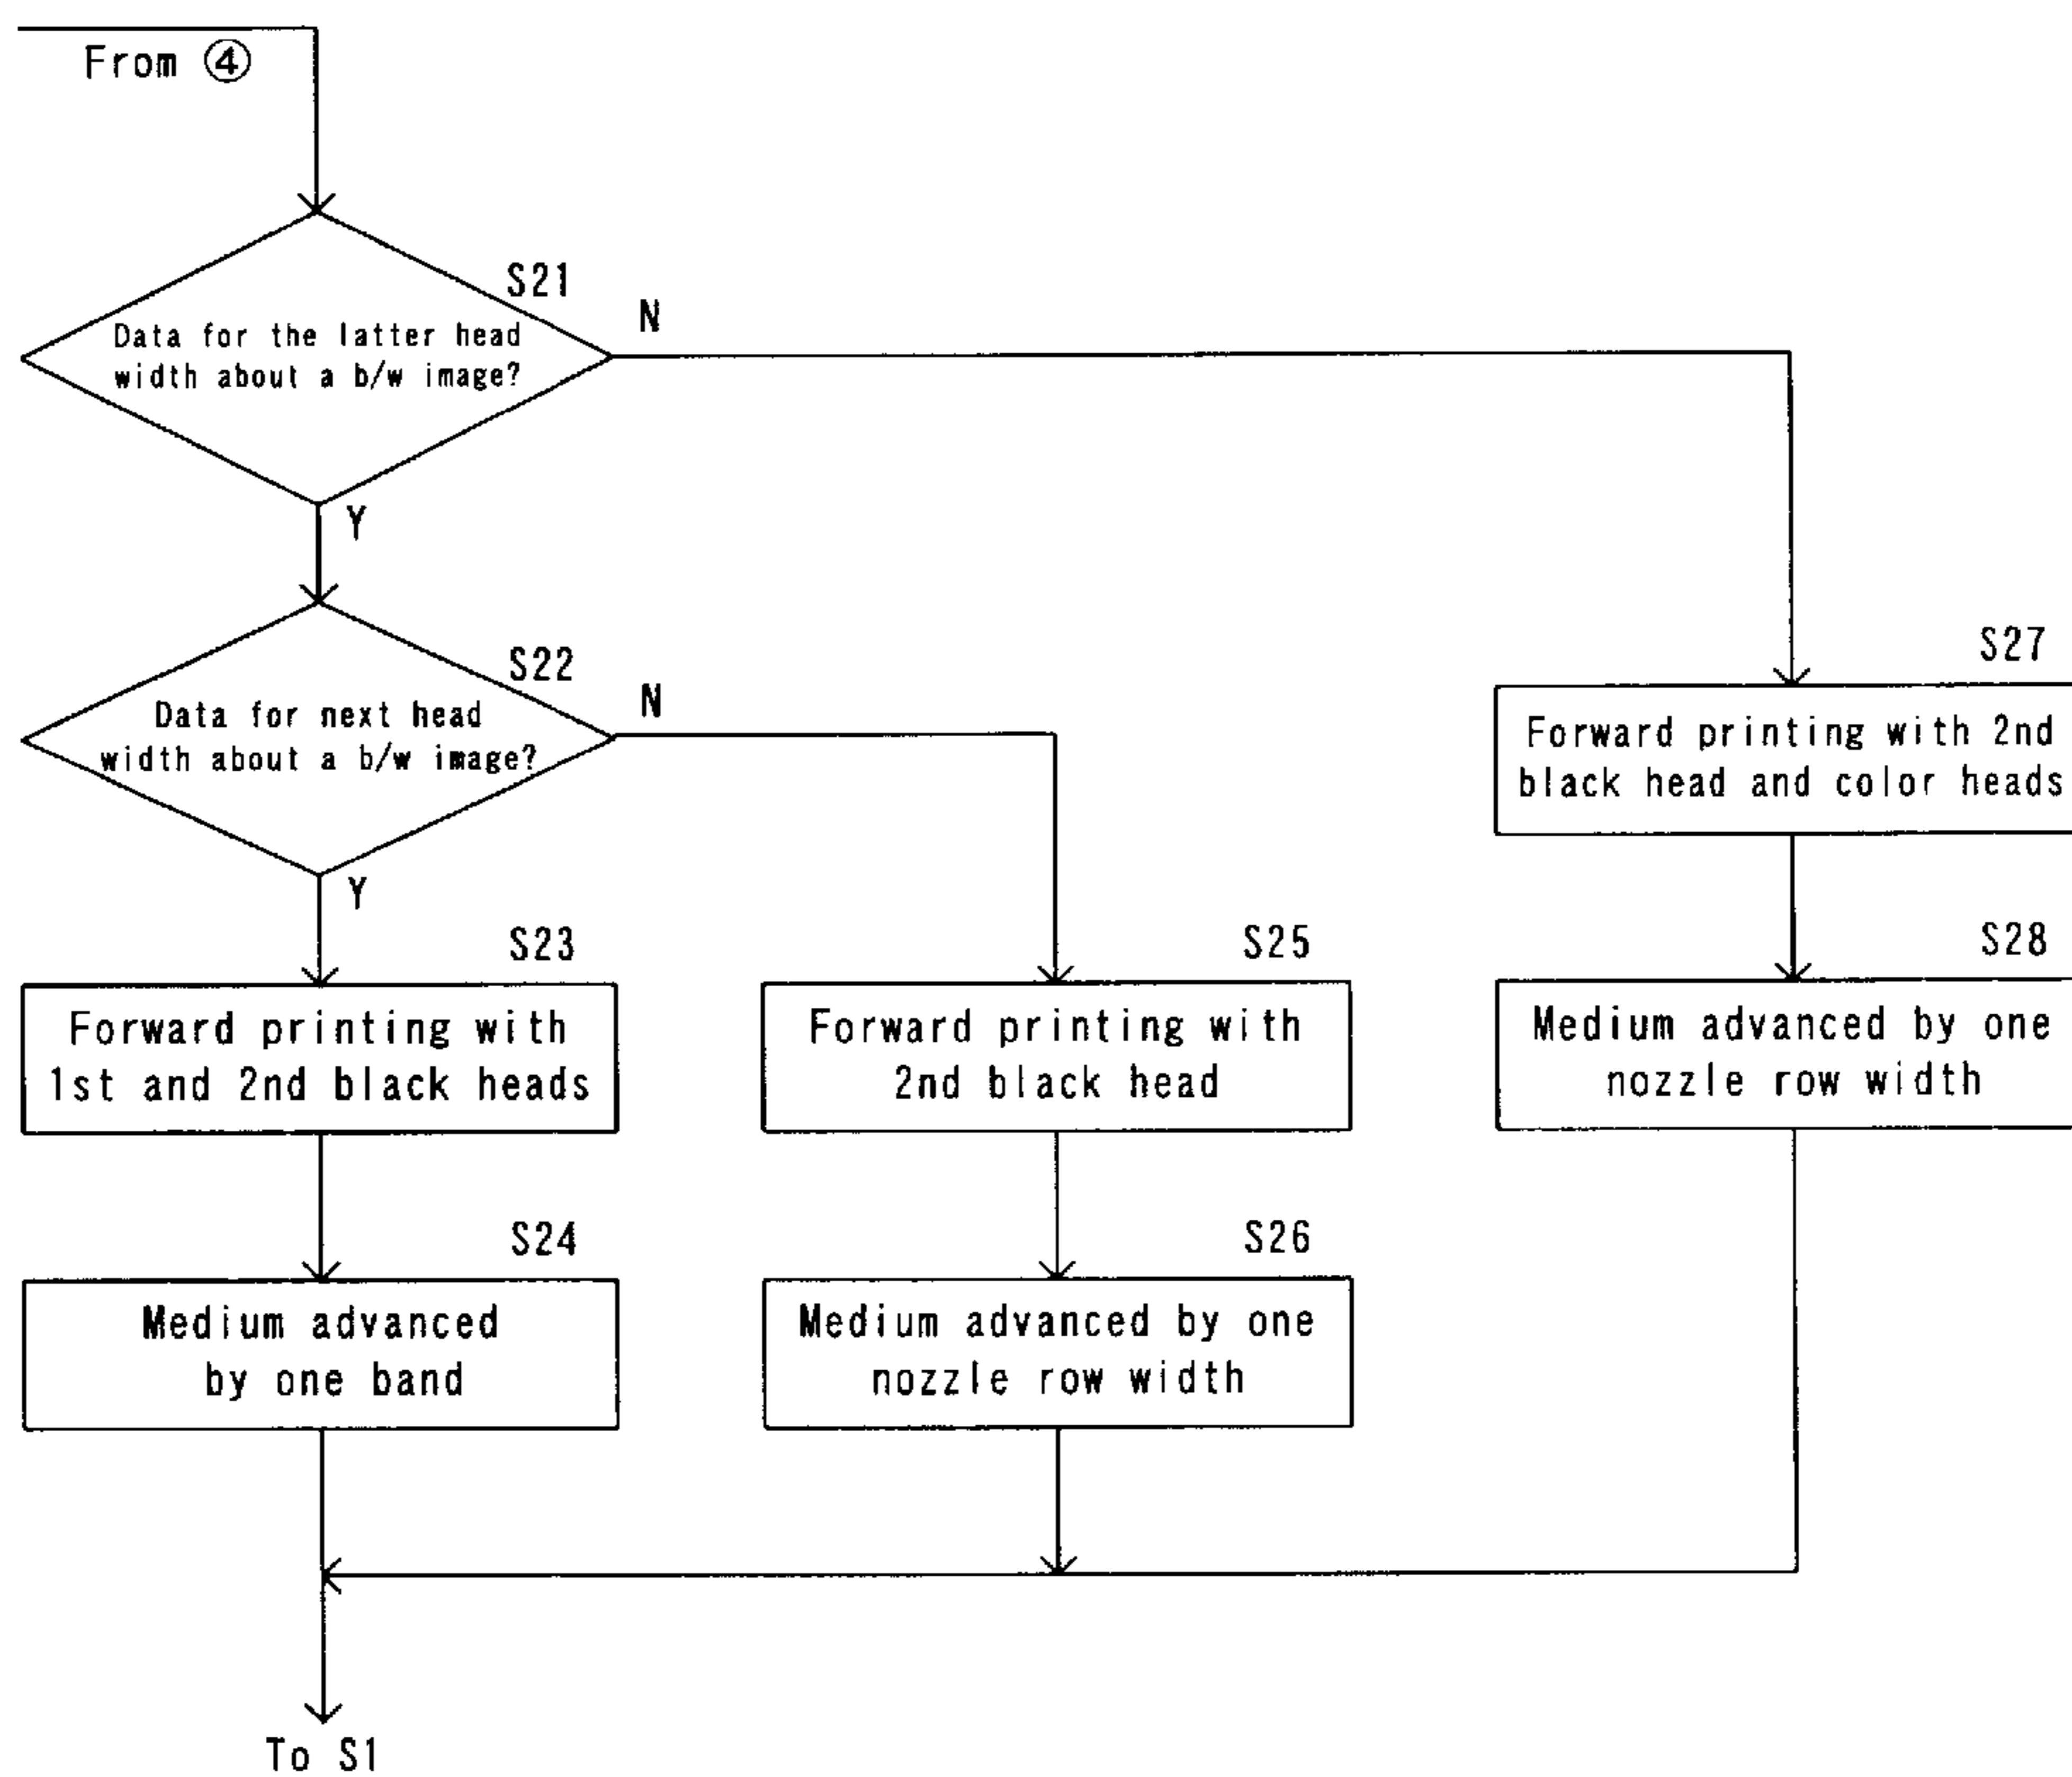 From ④
S21
Data for the latter head
width about a b/w image?
N
Y
S22
Data for next head
width about a b/w image?
N
Y
S27
Forward printing with 2nd
black head and color heads
S23
Forward printing with
1st and 2nd black heads
S25
Forward printing with
2nd black head
S28
Medium advanced by one
nozzle row width
S24
Medium advanced
by one band
S26
Medium advanced by one
nozzle row width
To S1